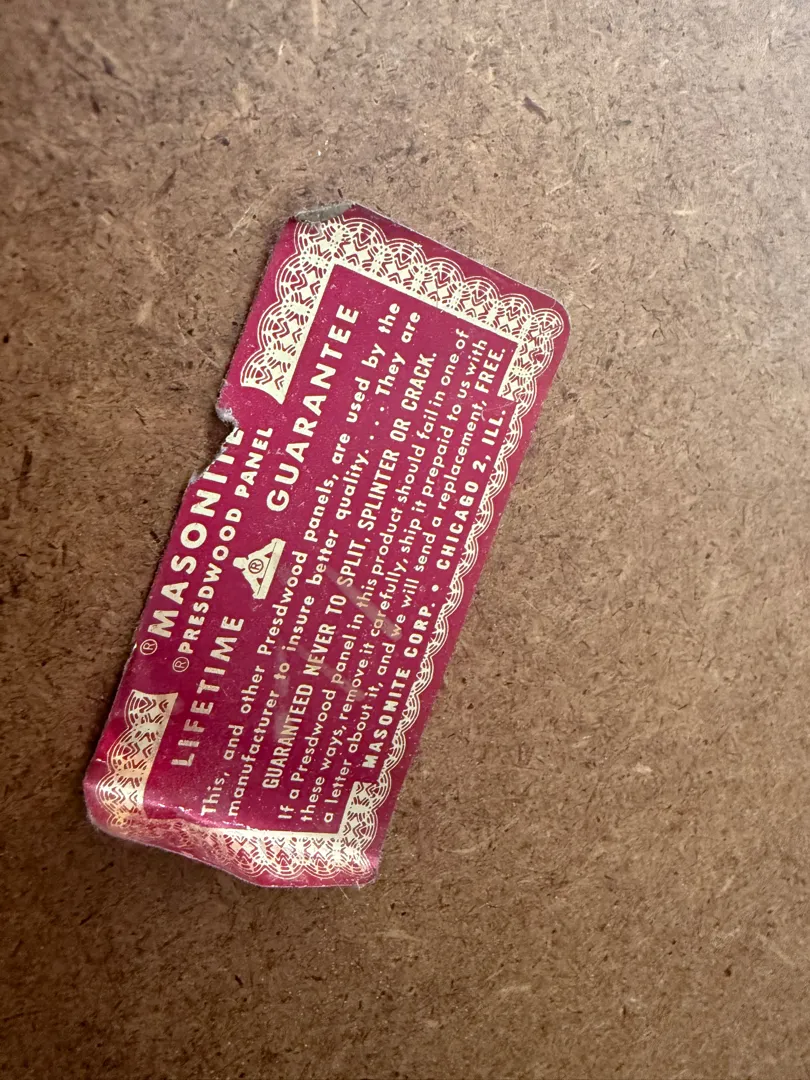 ® MASONITE
® PRESDWOOD PANEL
LIFETIME ® GUARANTEE
This, and other Presdwood panels, are used by the
manufacturer to insure better quality. . . . They are
GUARANTEED NEVER TO SPLIT, SPLINTER OR CRACK.
If a Presdwood Panel in this product should fail in one of
these ways, remove it carefully, ship it prepaid to us with
a letter about it, and we will send a replacement, FREE.
MASONITE CORP. • CHICAGO 2, ILL.